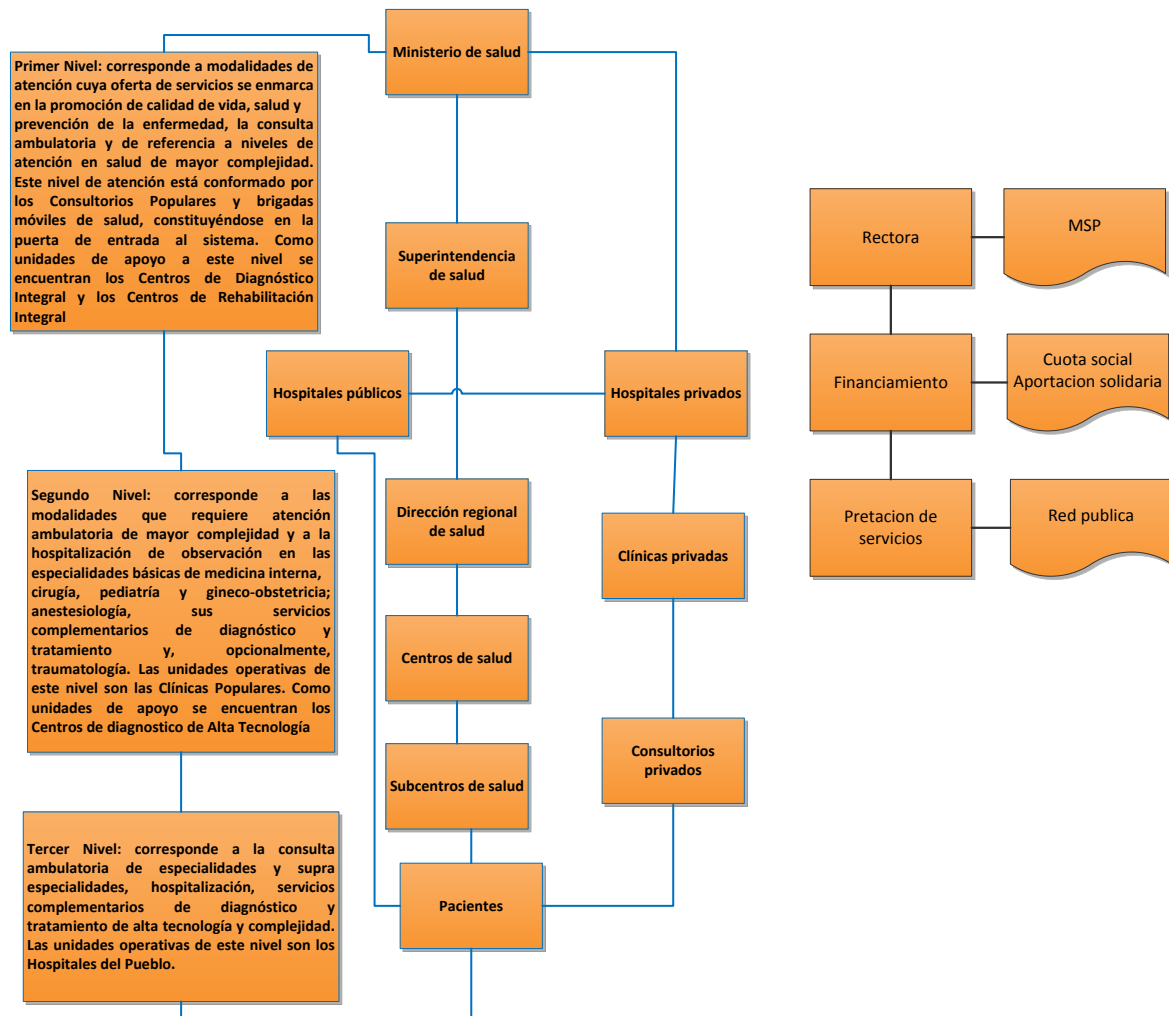 Ministerio de salud
Primer Nivel: corresponde a modalidades de
atención cuya oferta de servicios se enmarca
en la promoción de calidad de vida, salud y
prevención de la enfermedad, la consulta
ambulatoria y de referencia a niveles de
atención en salud de mayor complejidad.
Este nivel de atención está conformado por
los Consultorios Populares y brigadas
móviles de salud, constituyéndose en la
puerta de entrada al sistema. Como
unidades de apoyo a este nivel se
encuentran los Centros de Diagnóstico
Integral y los Centros de Rehabilitación
Integral
Superintendencia
de salud
Hospitales públicos
Hospitales privados
Segundo Nivel: corresponde a las
modalidades que requiere atención
ambulatoria de mayor complejidad y a la
hospitalización de observación en las
especialidades básicas de medicina interna,
cirugía, pediatría y gineco-obstetricia;
anestesiología, sus servicios
complementarios de diagnóstico y
tratamiento y, opcionalmente,
traumatología. Las unidades operativas de
este nivel son las Clínicas Populares. Como
unidades de apoyo se encuentran los
Centros de diagnostico de Alta Tecnología
Dirección regional
de salud
Clínicas privadas
Centros de salud
Consultorios
privados
Subcentros de salud
Tercer Nivel: corresponde a la consulta
ambulatoria de especialidades y supra
especialidades, hospitalización, servicios
complementarios de diagnóstico y
tratamiento de alta tecnología y complejidad.
Las unidades operativas de este nivel son los
Hospitales del Pueblo.
Pacientes
Rectora
MSP
Financiamiento
Cuota social
Aportacion solidaria
Pretacion de
servicios
Red publica